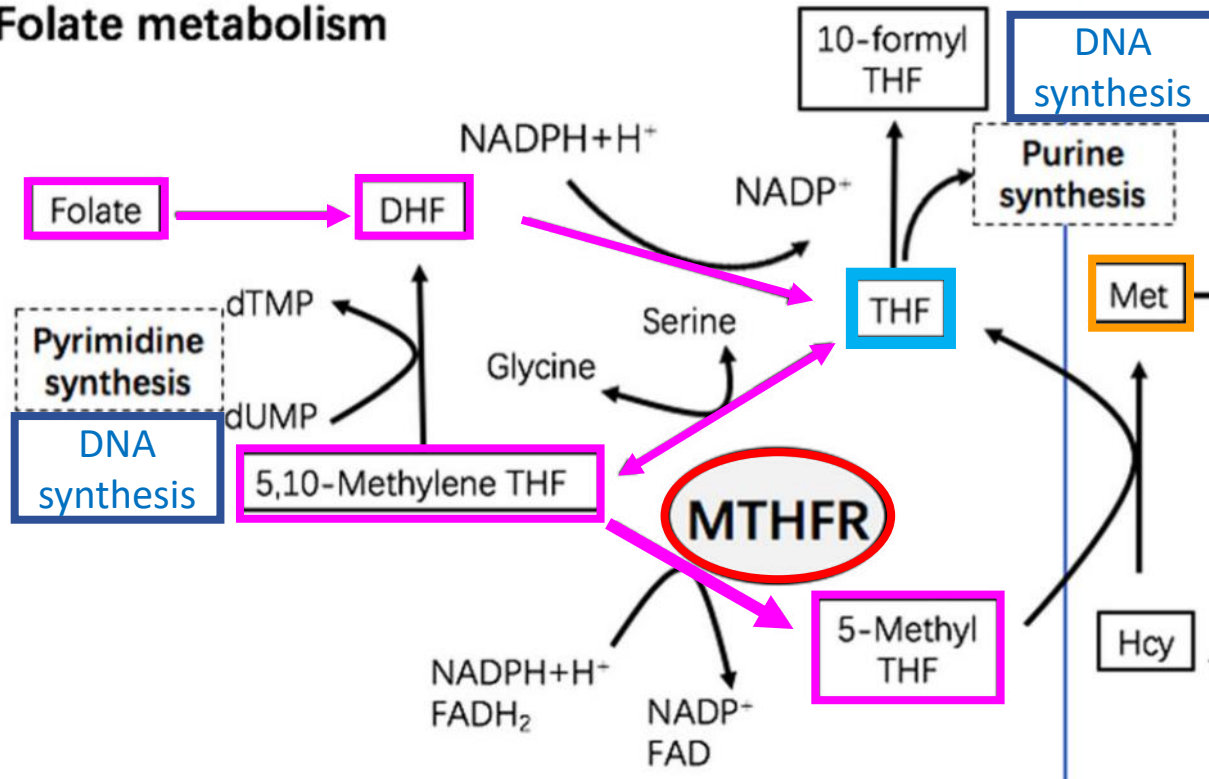 Folate metabolism
10-formyl
THF
DNA
synthesis
NADPH+H⁺
NADP⁺
Purine
synthesis
Folate
DHF
THF
Met
dTMP
Serine
Pyrimidine
synthesis
Glycine
dUMP
DNA
synthesis
5,10-Methylene THF
MTHFR
5-Methyl
THF
Hcy
NADPH+H⁺
FADH₂
NADP⁺
FAD